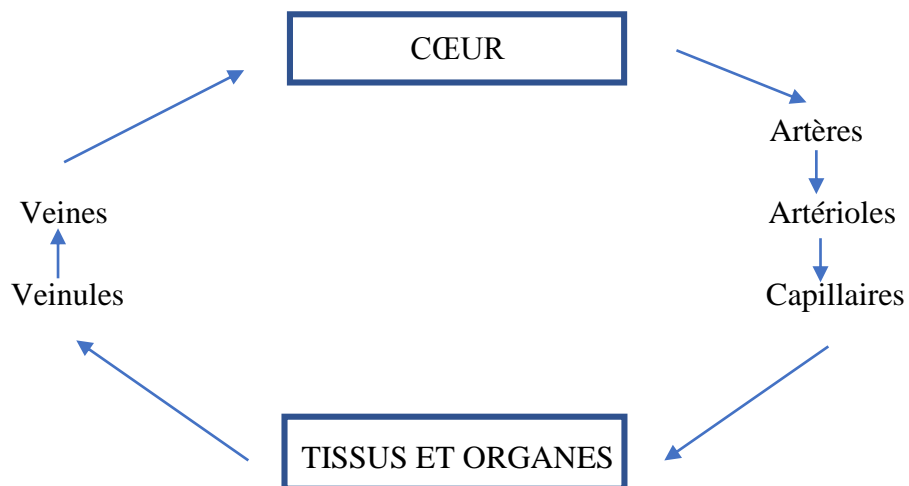 CŒUR
Artères
Veines
Artérioles
Veinules
Capillaires
TISSUS ET ORGANES